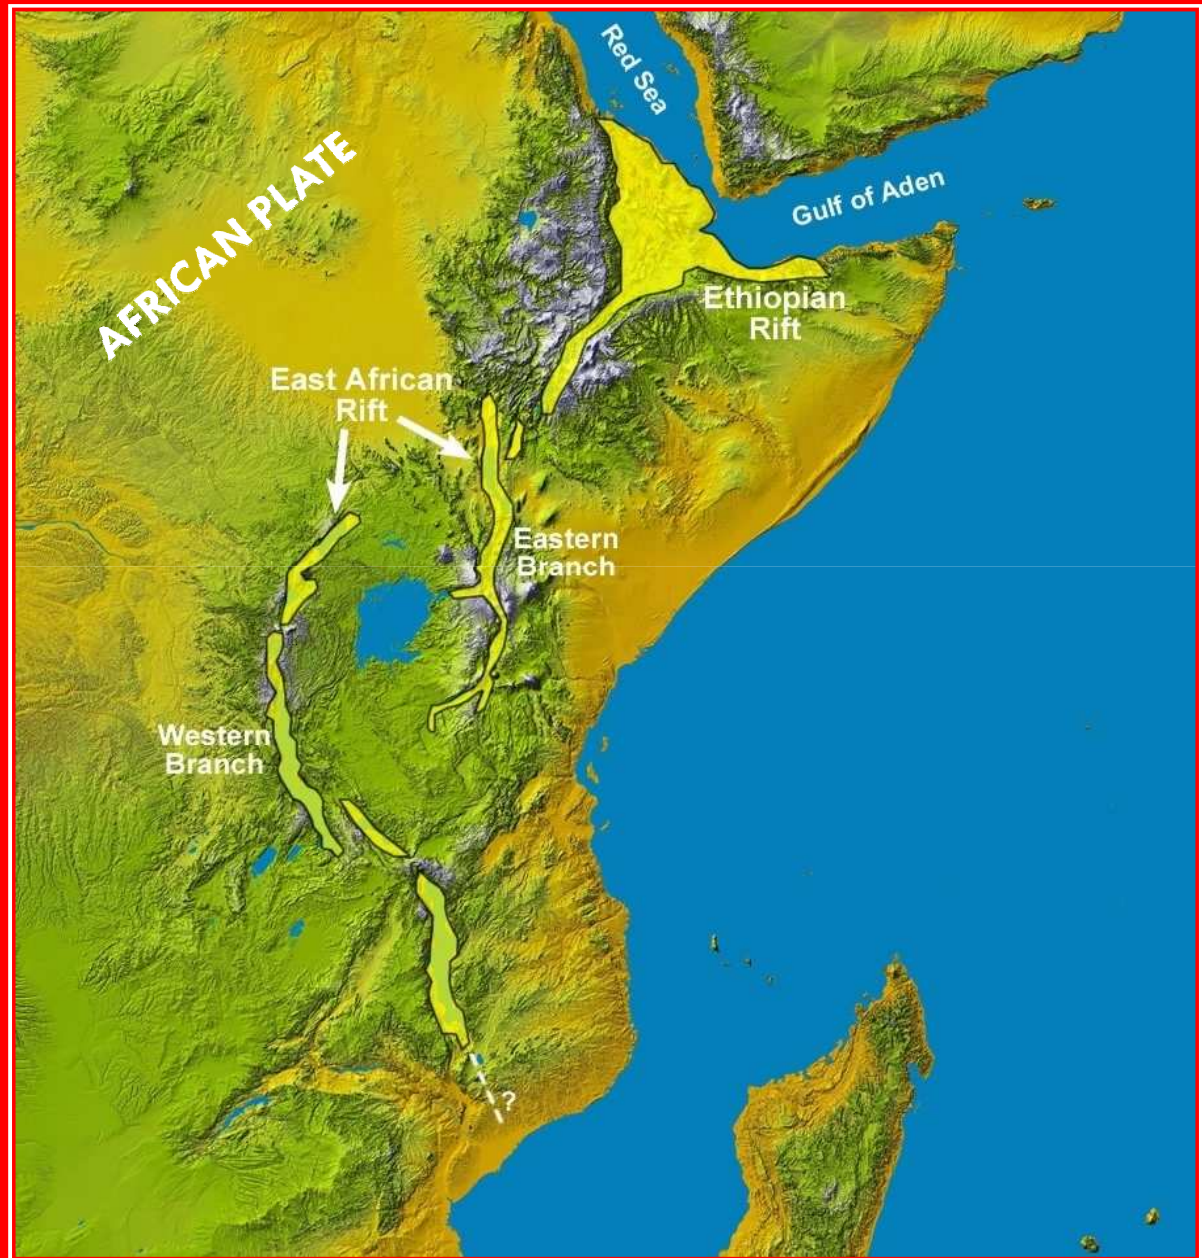 Red Sea
AFRICAN PLATE
Gulf of Aden
Ethiopian
Rift
East African
Rift
Eastern
Branch
Western
Branch
?